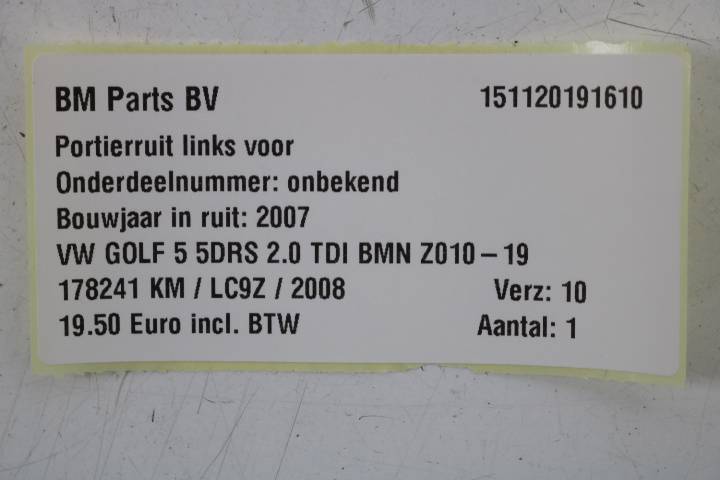 BM Parts BV 151120191610
Portierruit links voor
Onderdeelnummer: onbekend
Bouwjaar in ruit: 2007
VW GOLF 5 5DRS 2.0 TDI BMN Z010 – 19
178241 KM / LC9Z / 2008 Verz: 10
19.50 Euro incl. BTW Aantal: 1